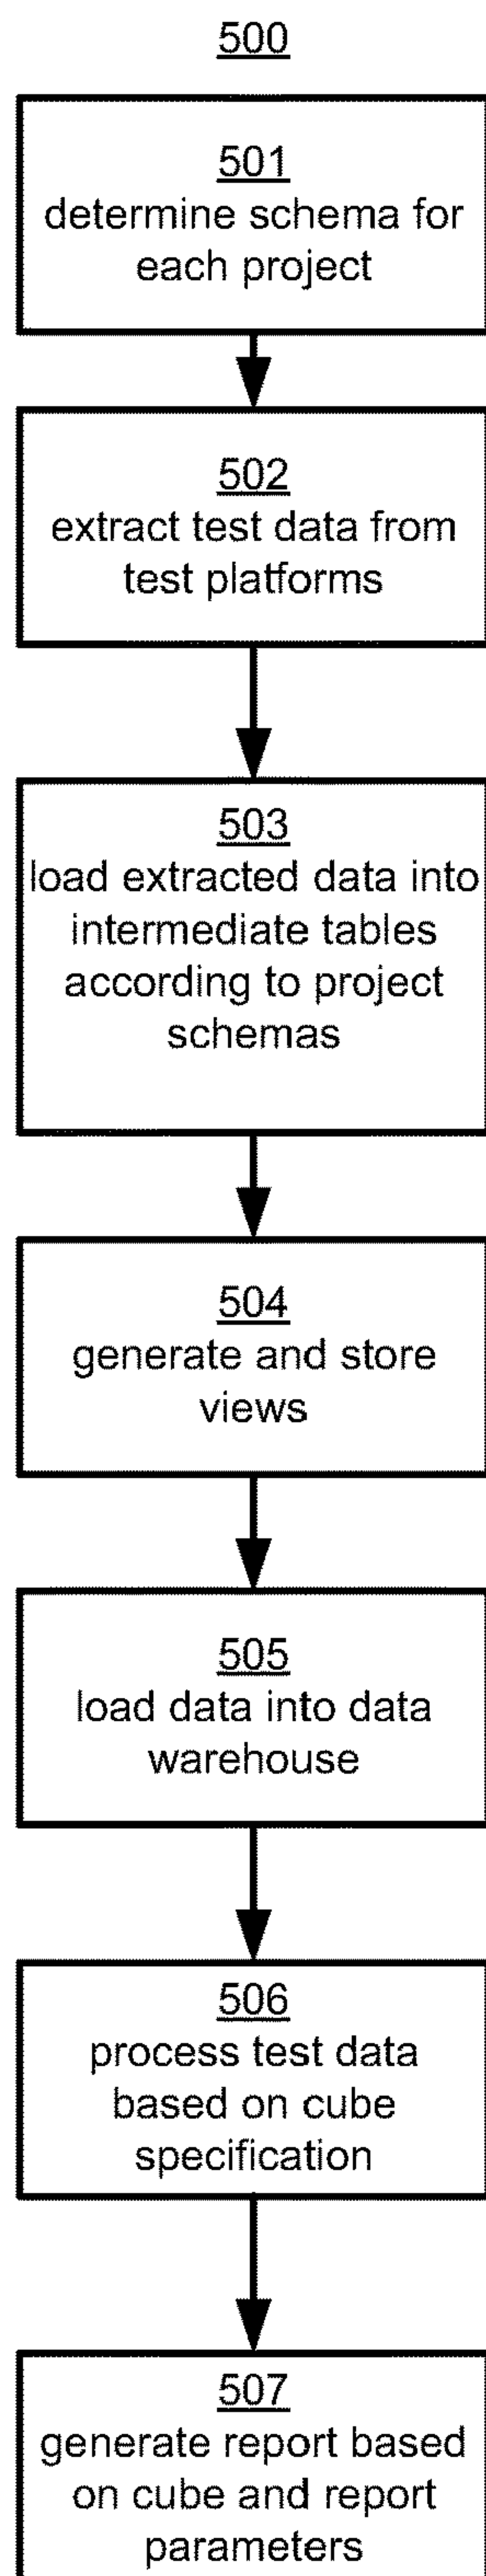 500
501
determine schema for
each project
502
extract test data from
test platforms
503
load extracted data into
intermediate tables
according to project
schemas
504
generate and store
views
505
load data into data
warehouse
506
process test data
based on cube
specification
507
generate report based
on cube and report
parameters